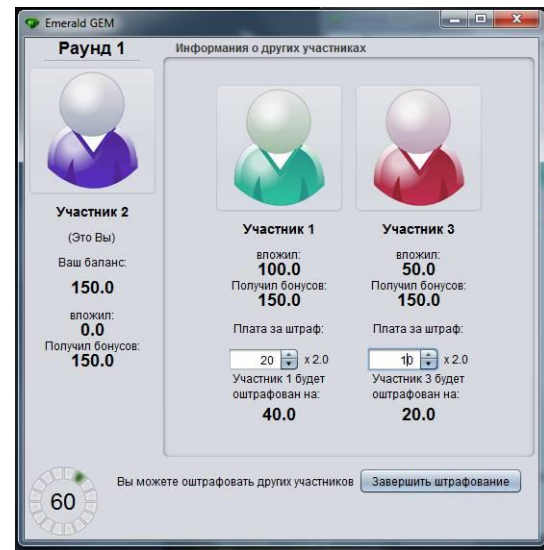 Emerald GEM
Раунд 1
Информания о других участниках
Участник 2
(Это Вы)
Ваш баланс:
150.0
вложил:
0.0
Получил бонусов:
150.0
Участник 1
вложил:
100.0
Получил бонусов:
150.0
Плата за штраф:
20 x 2.0
Участник 1 будет
оштрафован на:
40.0
Участник 3
вложил:
50.0
Получил бонусов:
150.0
Плата за штраф:
10 x 2.0
Участник 3 будет
оштрафован на:
20.0
60
Вы можете оштрафовать других участников
Завершить штрафование